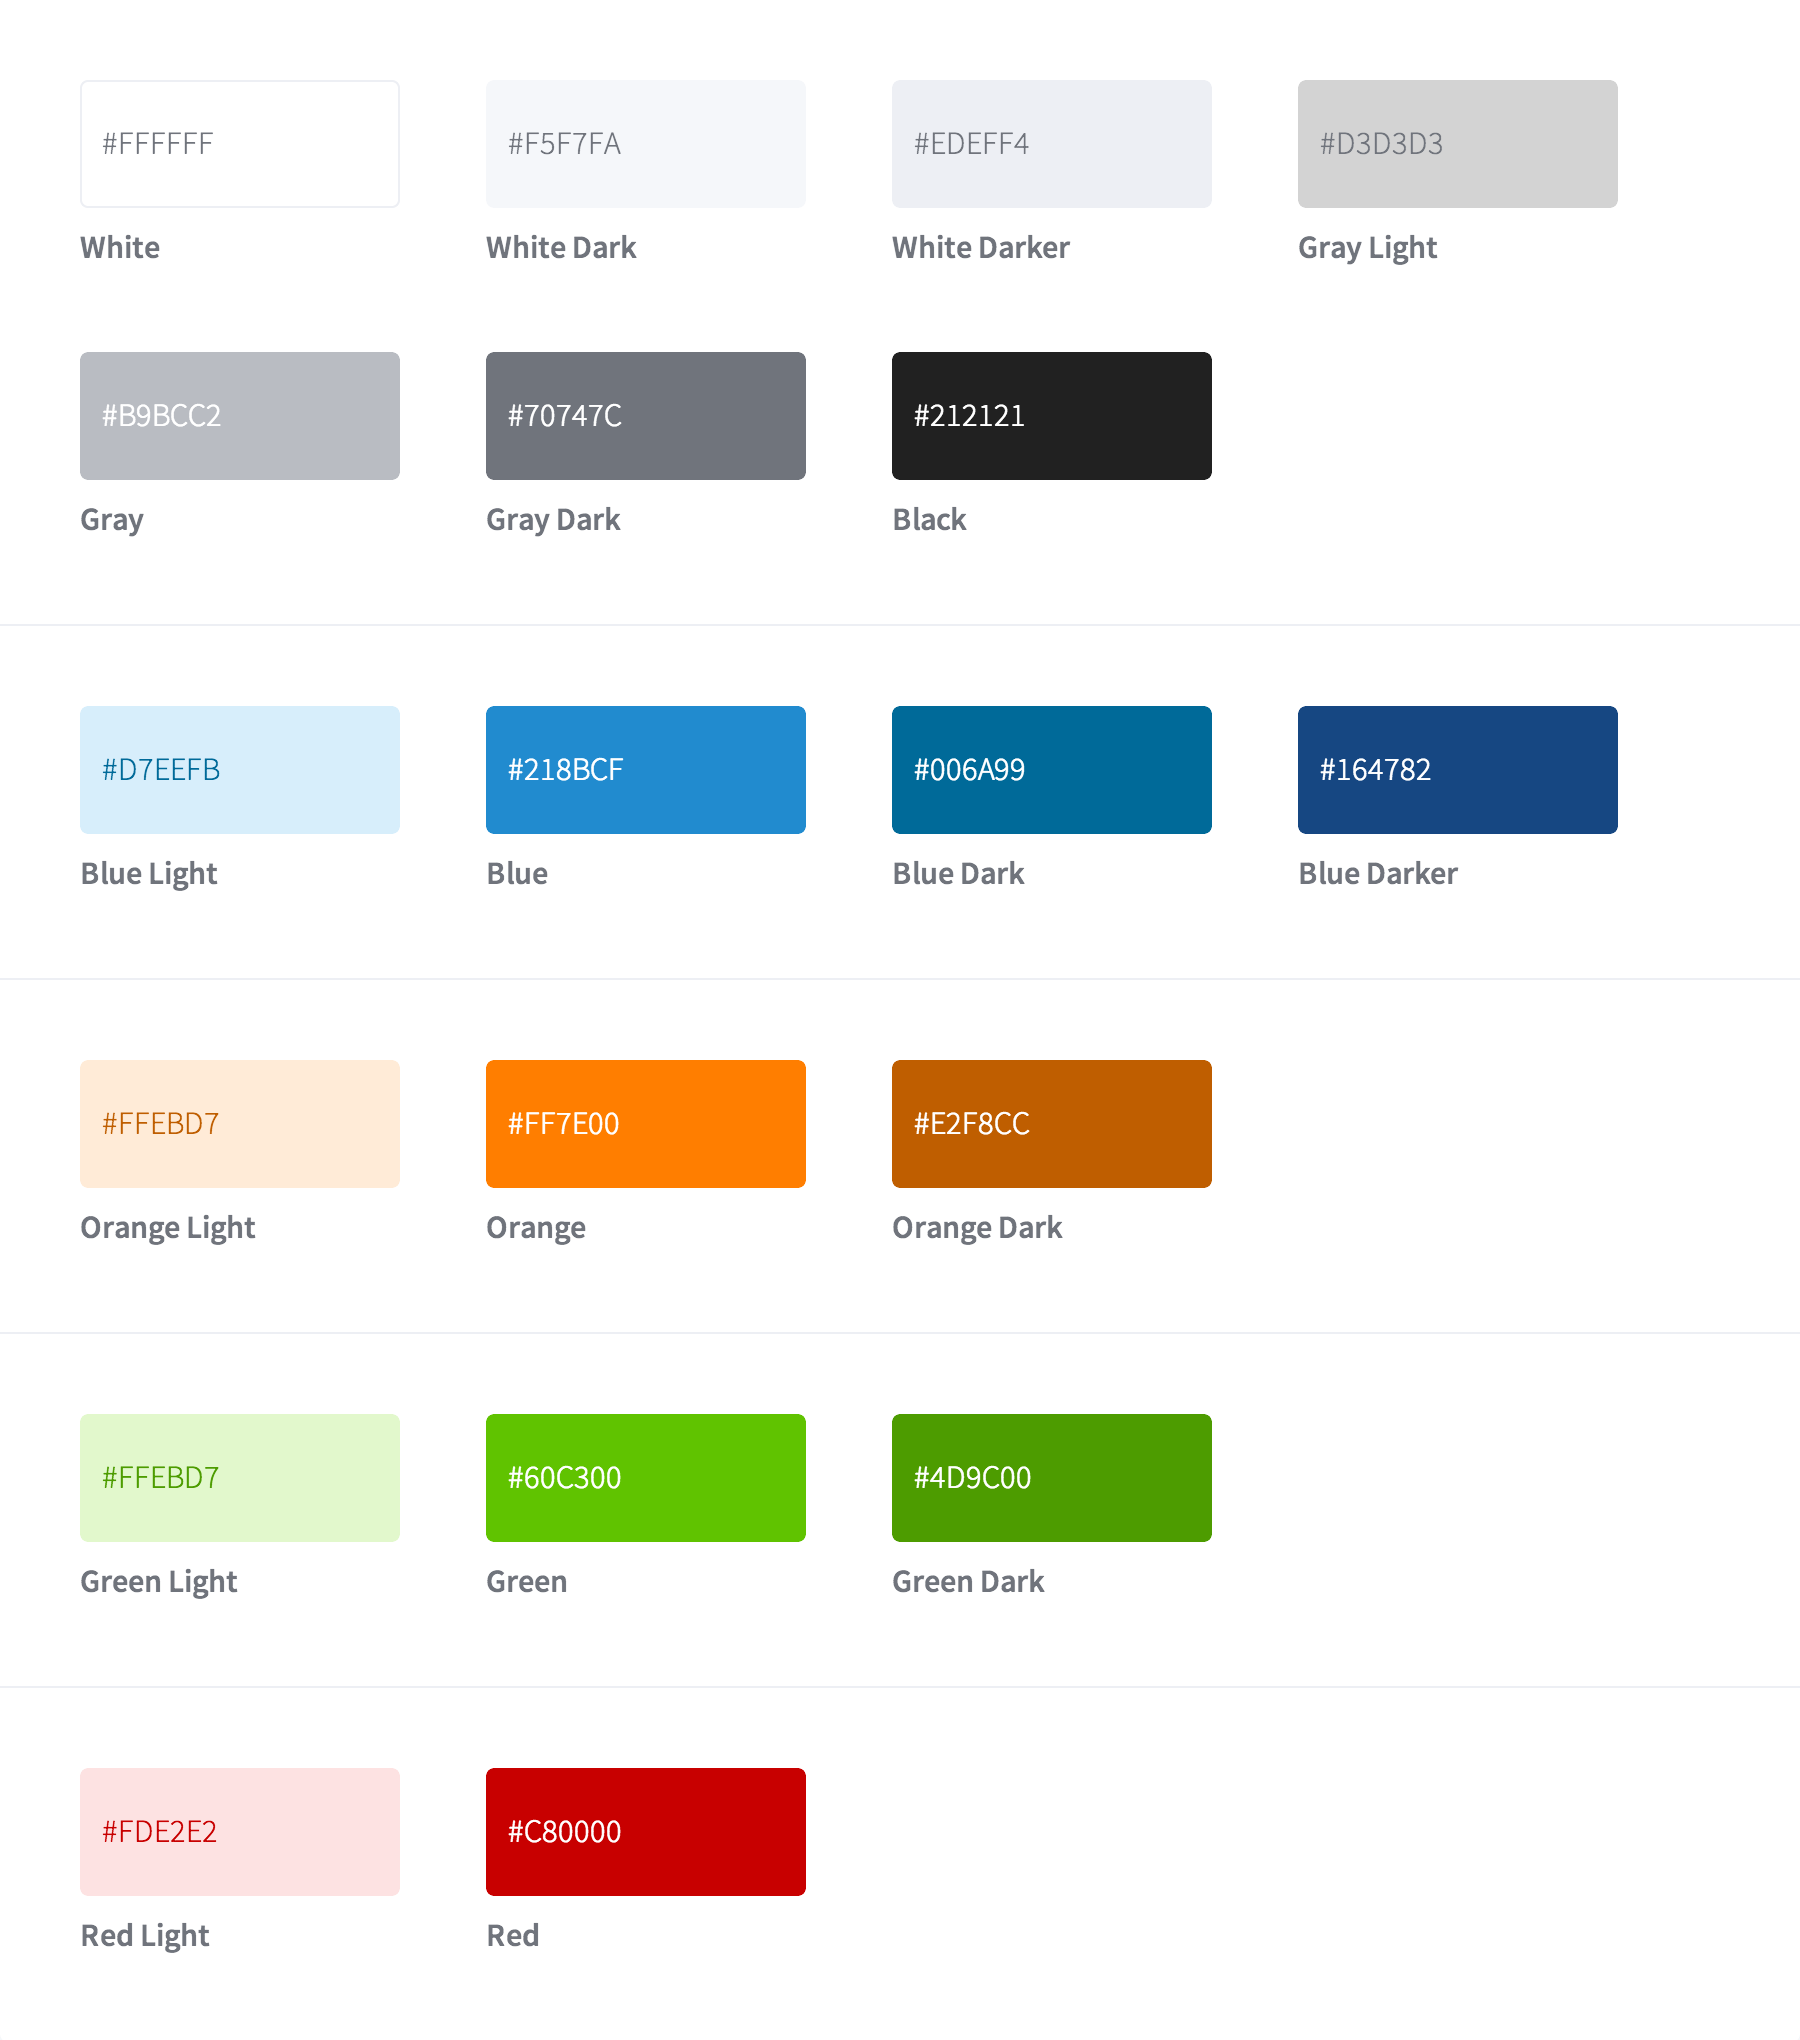 #FFFFFF
#F5F7FA
#EDEFF4
#D3D3D3
White
White Dark
White Darker
Gray Light
#B9BCC2
#70747C
#212121
Gray
Gray Dark
Black
#D7EEFB
#218BCF
#006A99
#164782
Blue Light
Blue
Blue Dark
Blue Darker
#FFEBD7
#FF7E00
#E2F8CC
Orange Light
Orange
Orange Dark
#FFEBD7
#60C300
#4D9C00
Green Light
Green
Green Dark
#FDE2E2
#C80000
Red Light
Red